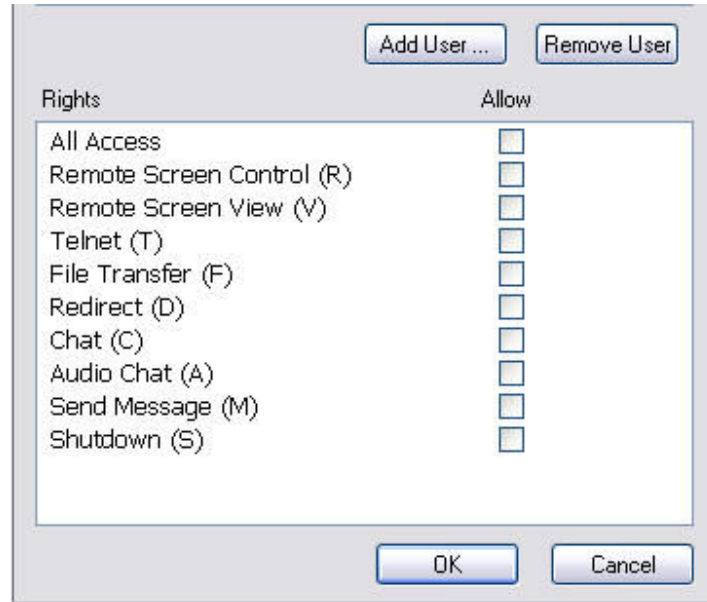 Add User ... Remove User
Rights Allow
All Access
Remote Screen Control (R)
Remote Screen View (V)
Telnet (T)
File Transfer (F)
Redirect (D)
Chat (C)
Audio Chat (A)
Send Message (M)
Shutdown (S)
OK Cancel